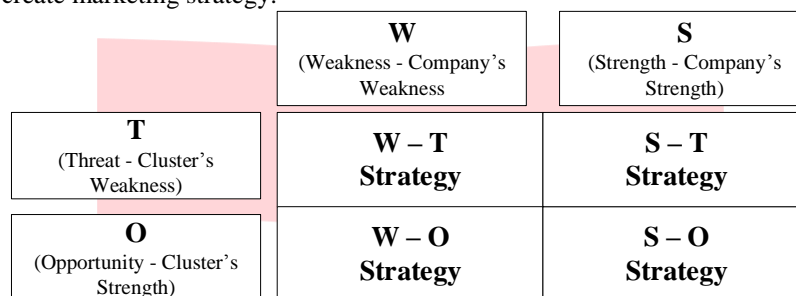 create marketing strategy.
W
(Weakness - Company's
Weakness
S
(Strength - Company's
Strength)
T
(Threat - Cluster's
Weakness)
W – T
Strategy
S – T
Strategy
O
(Opportunity - Cluster's
Strength)
W – O
Strategy
S – O
Strategy